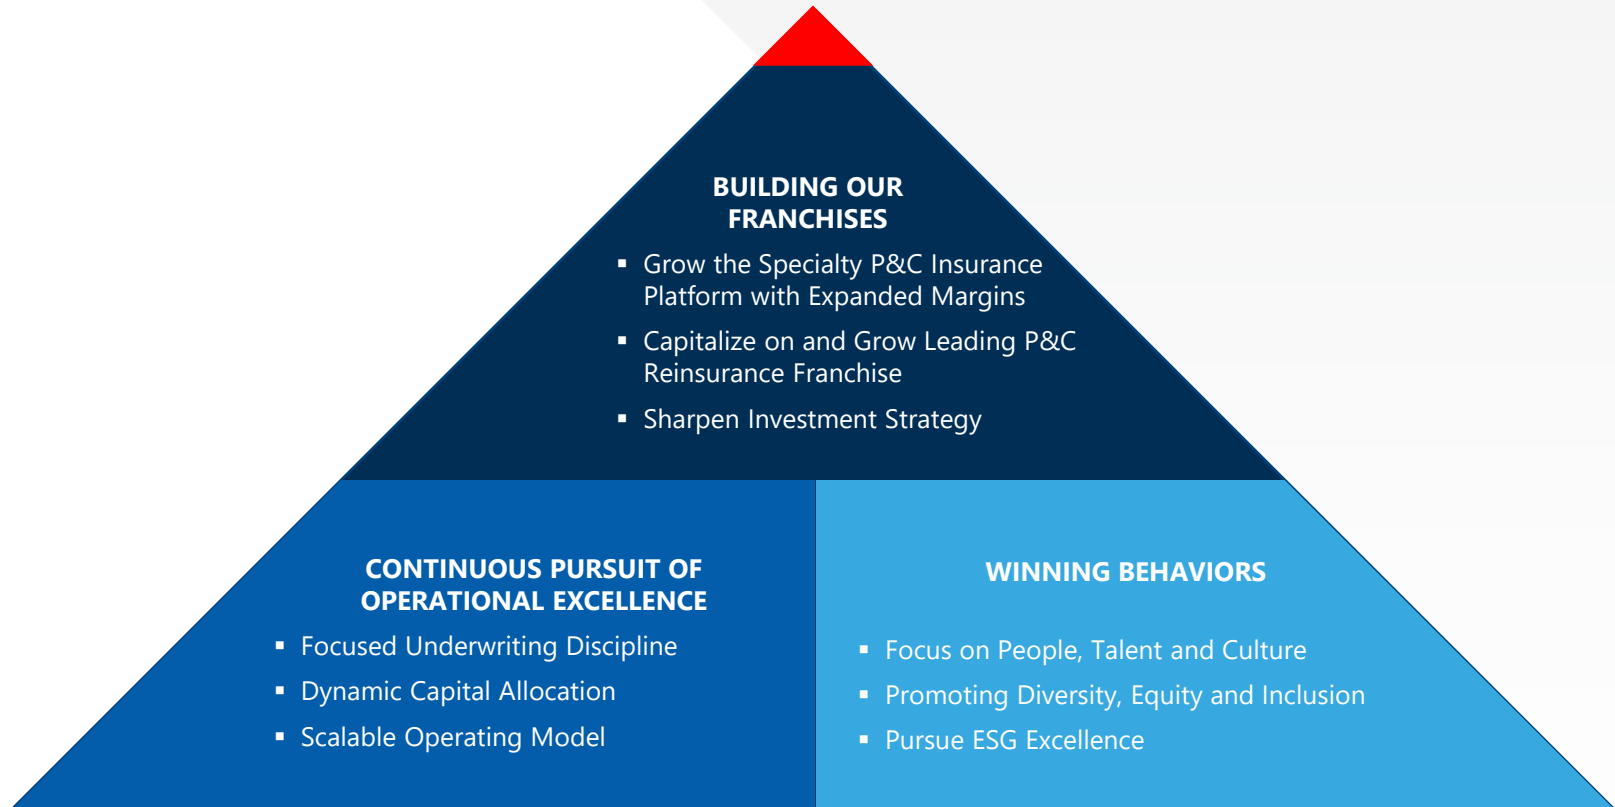 BUILDING OUR
FRANCHISES
▪ Grow the Specialty P&C Insurance
Platform with Expanded Margins
▪ Capitalize on and Grow Leading P&C
Reinsurance Franchise
▪ Sharpen Investment Strategy
CONTINUOUS PURSUIT OF
OPERATIONAL EXCELLENCE
▪ Focused Underwriting Discipline
▪ Dynamic Capital Allocation
▪ Scalable Operating Model
WINNING BEHAVIORS
▪ Focus on People, Talent and Culture
▪ Promoting Diversity, Equity and Inclusion
▪ Pursue ESG Excellence